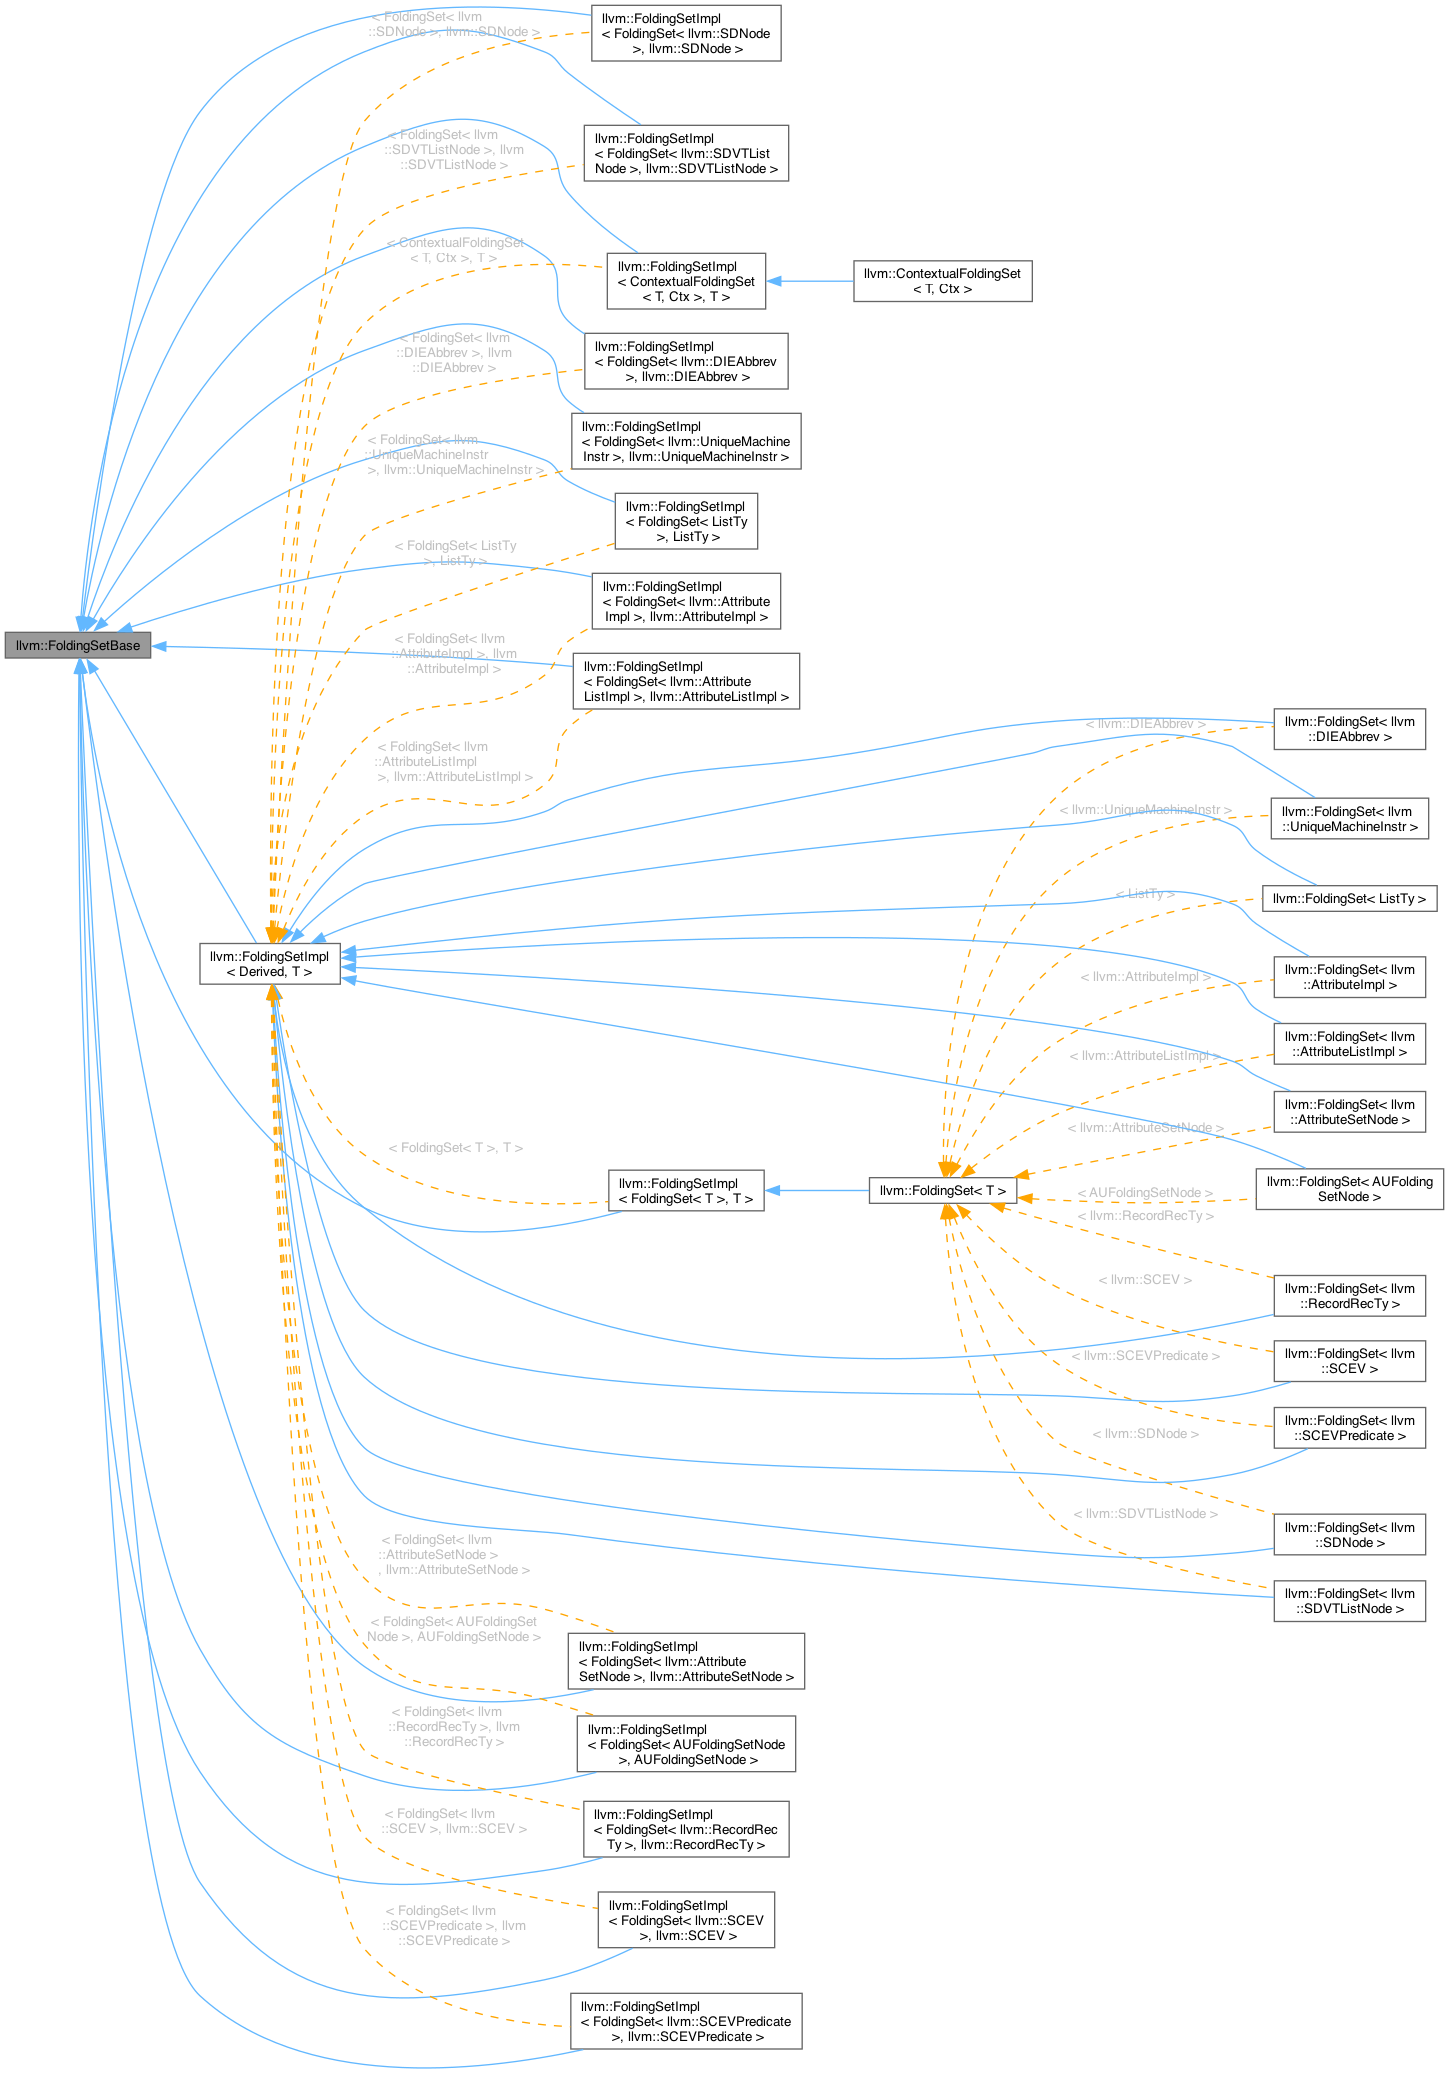 < FoldingSet< llvm
::SDNode >, llvm::SDNode >
llvm::FoldingSetImpl
< FoldingSet< llvm::SDNode
>, llvm::SDNode >
< FoldingSet< llvm
::SDVTListNode >, llvm
::SDVTListNode >
llvm::FoldingSetImpl
< FoldingSet< llvm::SDVTList
Node >, llvm::SDVTListNode >
< ContextualFoldingSet
< T, Ctx >, T >
llvm::FoldingSetImpl
< ContextualFoldingSet
< T, Ctx >, T >
llvm::ContextualFoldingSet
< T, Ctx >
< FoldingSet< llvm
::DIEAbbrev >, llvm
::DIEAbbrev >
llvm::FoldingSetImpl
< FoldingSet< llvm::DIEAbbrev
>, llvm::DIEAbbrev >
< FoldingSet< llvm
::UniqueMachineInstr
>, llvm::UniqueMachineInstr >
llvm::FoldingSetImpl
< FoldingSet< llvm::UniqueMachine
Instr >, llvm::UniqueMachineInstr >
< FoldingSet< ListTy
>, ListTy >
llvm::FoldingSetImpl
< FoldingSet< ListTy
>, ListTy >
llvm::FoldingSetImpl
< FoldingSet< llvm::Attribute
Impl >, llvm::AttributeImpl >
llvm::FoldingSetBase
< FoldingSet< llvm
::AttributeImpl >, llvm
::AttributeImpl >
llvm::FoldingSetImpl
< FoldingSet< llvm::Attribute
ListImpl >, llvm::AttributeListImpl >
< FoldingSet< llvm
::AttributeListImpl
>, llvm::AttributeListImpl >
< llvm::DIEAbbrev >
llvm::FoldingSet< llvm
::DIEAbbrev >
< llvm::UniqueMachineInstr >
llvm::FoldingSet< llvm
::UniqueMachineInstr >
< ListTy >
llvm::FoldingSet< ListTy >
llvm::FoldingSetImpl
< Derived, T >
< llvm::AttributeImpl >
llvm::FoldingSet< llvm
::AttributeImpl >
< llvm::AttributeListImpl >
llvm::FoldingSet< llvm
::AttributeListImpl >
< llvm::AttributeSetNode >
llvm::FoldingSet< llvm
::AttributeSetNode >
< FoldingSet< T >, T >
llvm::FoldingSetImpl
< FoldingSet< T >, T >
llvm::FoldingSet< T >
< AUFoldingSetNode >
llvm::FoldingSet< AUFolding
SetNode >
< llvm::RecordRecTy >
llvm::FoldingSet< llvm
::RecordRecTy >
< llvm::SCEV >
llvm::FoldingSet< llvm
::SCEV >
< llvm::SCEVPredicate >
llvm::FoldingSet< llvm
::SCEVPredicate >
< llvm::SDNode >
llvm::FoldingSet< llvm
::SDNode >
< llvm::SDVTListNode >
llvm::FoldingSet< llvm
::SDVTListNode >
< FoldingSet< llvm
::AttributeSetNode >
, llvm::AttributeSetNode >
llvm::FoldingSetImpl
< FoldingSet< llvm::Attribute
SetNode >, llvm::AttributeSetNode >
< FoldingSet< AUFoldingSet
Node >, AUFoldingSetNode >
llvm::FoldingSetImpl
< FoldingSet< AUFoldingSetNode
>, AUFoldingSetNode >
< FoldingSet< llvm
::RecordRecTy >, llvm
::RecordRecTy >
llvm::FoldingSetImpl
< FoldingSet< llvm::RecordRec
Ty >, llvm::RecordRecTy >
< FoldingSet< llvm
::SCEV >, llvm::SCEV >
llvm::FoldingSetImpl
< FoldingSet< llvm::SCEV
>, llvm::SCEV >
< FoldingSet< llvm
::SCEVPredicate >, llvm
::SCEVPredicate >
llvm::FoldingSetImpl
< FoldingSet< llvm::SCEVPredicate
>, llvm::SCEVPredicate >